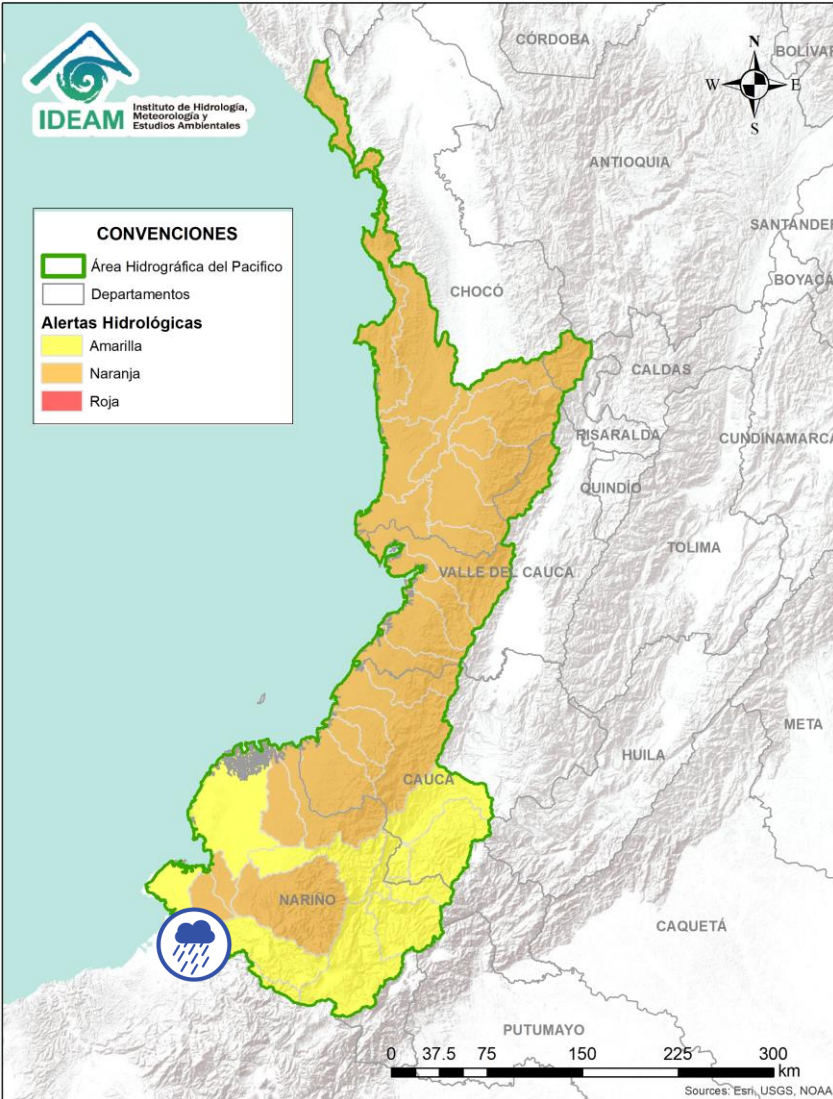 IDEAM
Instituto de Hidrología,
Meteorología y
Estudios Ambientales
CÓRDOBA
BOLÍVAR
N
W
E
S
ANTIOQUIA
SANTANDER
BOYACÁ
CONVENCIONES
Área Hidrográfica del Pacifico
Departamentos
Alertas Hidrológicas
Amarilla
Naranja
Roja
CHOCÓ
CALDAS
RISARALDA
CUNDINAMARCA
QUINDÍO
TOLIMA
VALLE DEL CAUCA
META
HUILA
CAUCA
NARIÑO
CAQUETÁ
PUTUMAYO
0 37.5 75 150 225 300
km
Sources: Esri, USGS, NOAA